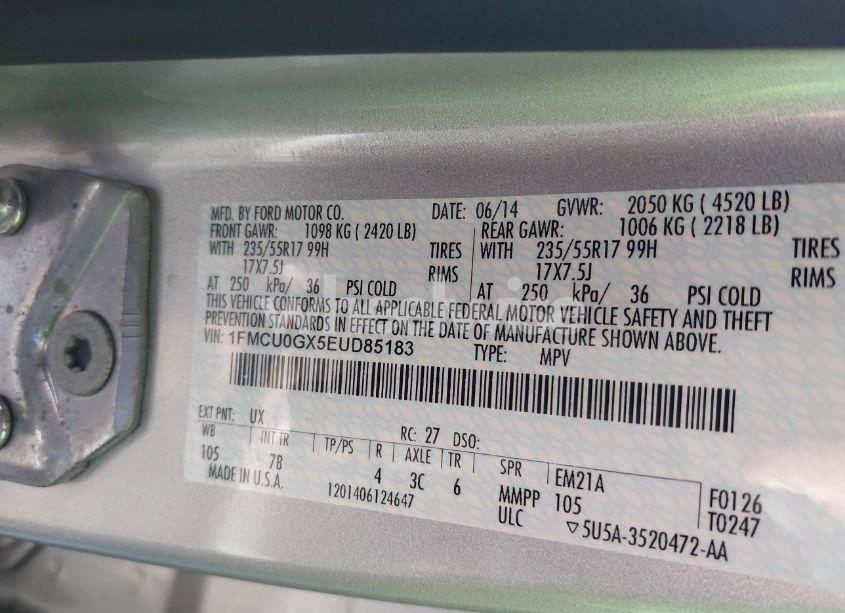 MFD. BY FORD MOTOR CO. DATE: 06/14 GVWR: 2050 KG ( 4520 LB)
FRONT GAWR: 1098 KG ( 2420 LB) REAR GAWR: 1006 KG ( 2218 LB)
WITH 235/55R17 99H TIRES WITH 235/55R17 99H TIRES
17X7.5J RIMS 17X7.5J RIMS
AT 250 kPa/ 36 PSI COLD AT 250 kPa/ 36 PSI COLD
THIS VEHICLE CONFORMS TO ALL APPLICABLE FEDERAL MOTOR VEHICLE SAFETY AND THEFT
PREVENTION STANDARDS IN EFFECT ON THE DATE OF MANUFACTURE SHOWN ABOVE.
VIN: 1FMCU0GX5EUD85183 TYPE: MPV
EXT PNT: UX RC: 27 DSO:
WB INT TR TP/PS R AXLE TR SPR EM21A F0126
105 7B 4 3C 6 MMPP 105 T0247
MADE IN U.S.A. 1201406124647 ULC ▽5U5A-3520472-AA